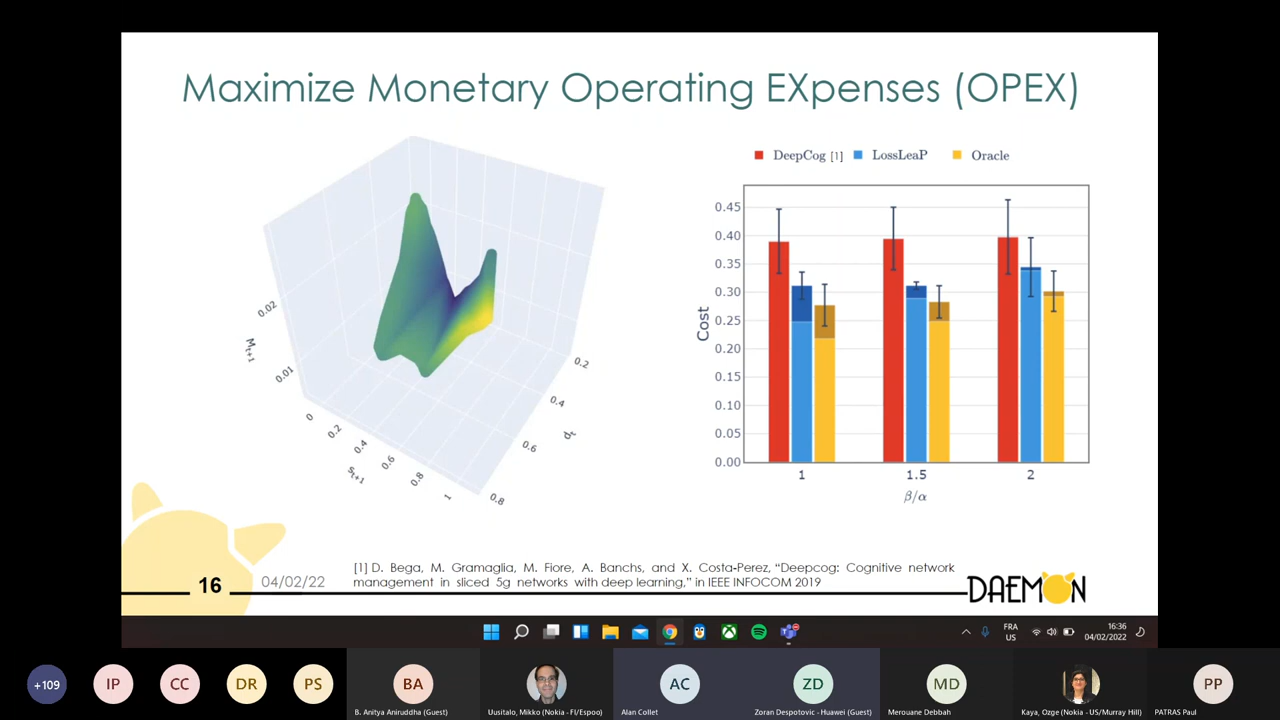 Maximize Monetary Operating EXpenses (OPEX)
DeepCog [1] LossLeaP Oracle
0.02
0.01
M_{t+1}
0
0.2
0.4
0.6
0.8
1
s_{t+1}
0.2
0.4
0.6
0.8
p_t
0.45
0.40
0.35
0.30
0.25
0.20
0.15
0.10
0.05
0.00
Cost
1 1.5 2
β/α
[1] D. Bega, M. Gramaglia, M. Fiore, A. Banchs, and X. Costa-Perez, “Deepcog: Cognitive network
management in sliced 5g networks with deep learning,” in IEEE INFOCOM 2019
16 04/02/22
DAEMON
FRA
US
16:36
04/02/2022
+109 IP CC DR PS BA AC ZD MD PP
B. Anitya Aniruddha (Guest) Uusitalo, Mikko (Nokia - FI/Espoo) Alan Collet Zoran Despotovic - Huawei (Guest) Merouane Debbah Kaya, Ozge (Nokia - US/Murray Hill) PATRAS Paul